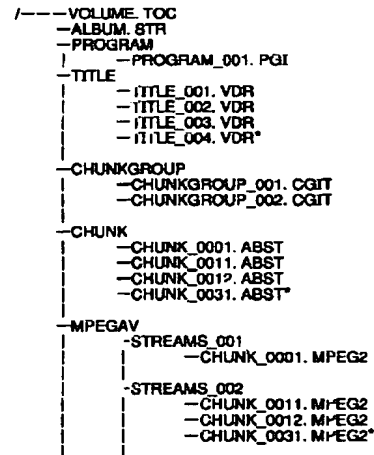 /---VOLUME.TOC
—ALBUM.STR
—PROGRAM
—PROGRAM_001.PGI
—TITLE
—TITLE_001.VDR
—TITLE_002.VDR
—TITLE_003.VDR
—TITLE_004.VDR*
—CHUNKGROUP
—CHUNKGROUP_001.CGIT
—CHUNKGROUP_002.CGIT
—CHUNK
—CHUNK_0001.ABST
—CHUNK_0011.ABST
—CHUNK_0012.ABST
—CHUNK_0031.ABST*
—MPEGAV
-STREAMS_001
—CHUNK_0001.MPEG2
-STREAMS_002
—CHUNK_0011.MPEG2
—CHUNK_0012.MPEG2
—CHUNK_0031.MPEG2*